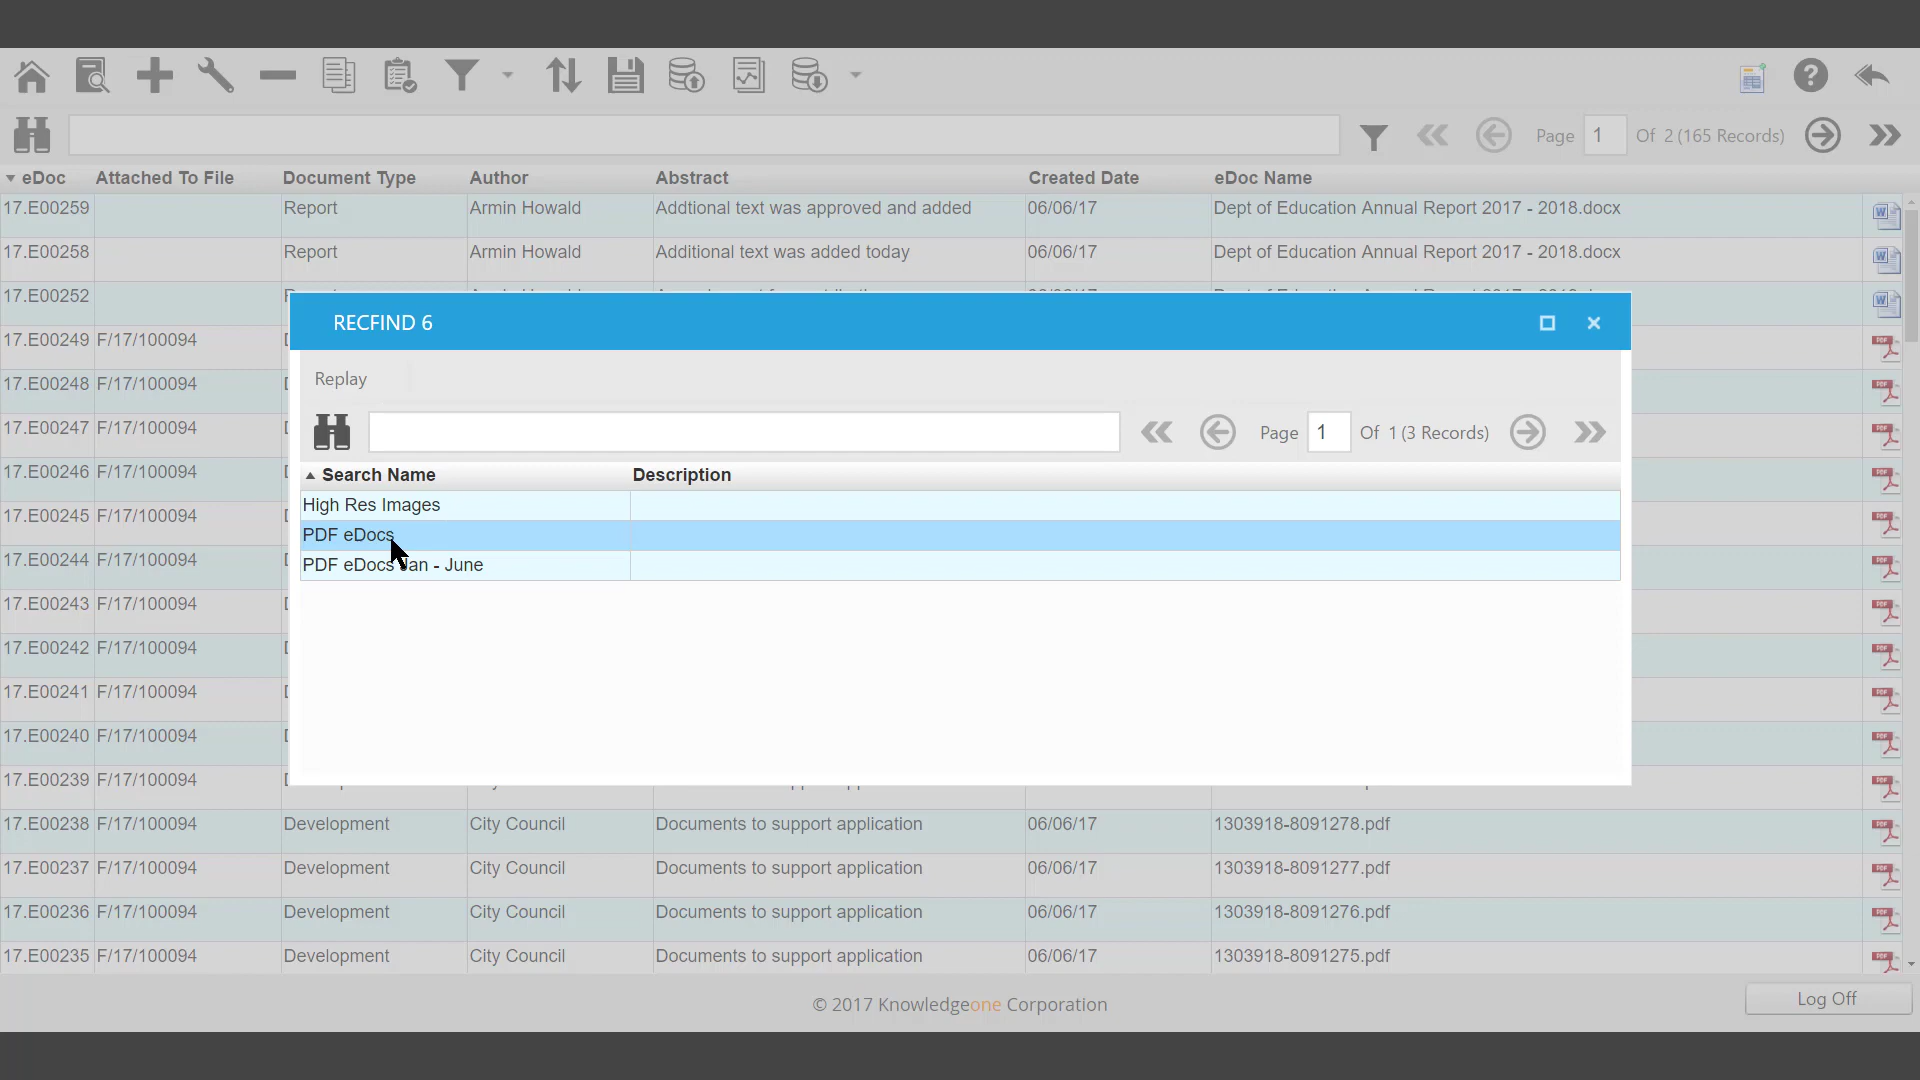 Page 1 Of 2 (165 Records)
eDoc Attached To File Document Type Author Abstract Created Date eDoc Name
17.E00259 Report Armin Howald Addtional text was approved and added 06/06/17 Dept of Education Annual Report 2017 - 2018.docx
17.E00258 Report Armin Howald Additional text was added today 06/06/17 Dept of Education Annual Report 2017 - 2018.docx
17.E00252
RECFIND 6
17.E00249 F/17/100094
Replay
17.E00248 F/17/100094
17.E00247 F/17/100094
Page 1 Of 1 (3 Records)
17.E00246 F/17/100094
Search Name Description
High Res Images
17.E00245 F/17/100094
PDF eDocs
17.E00244 F/17/100094
PDF eDocs Jan - June
17.E00243 F/17/100094
17.E00242 F/17/100094
17.E00241 F/17/100094
17.E00240 F/17/100094
17.E00239 F/17/100094
17.E00238 F/17/100094 Development City Council Documents to support application 06/06/17 1303918-8091278.pdf
17.E00237 F/17/100094 Development City Council Documents to support application 06/06/17 1303918-8091277.pdf
17.E00236 F/17/100094 Development City Council Documents to support application 06/06/17 1303918-8091276.pdf
17.E00235 F/17/100094 Development City Council Documents to support application 06/06/17 1303918-8091275.pdf
© 2017 Knowledgeone Corporation
Log Off